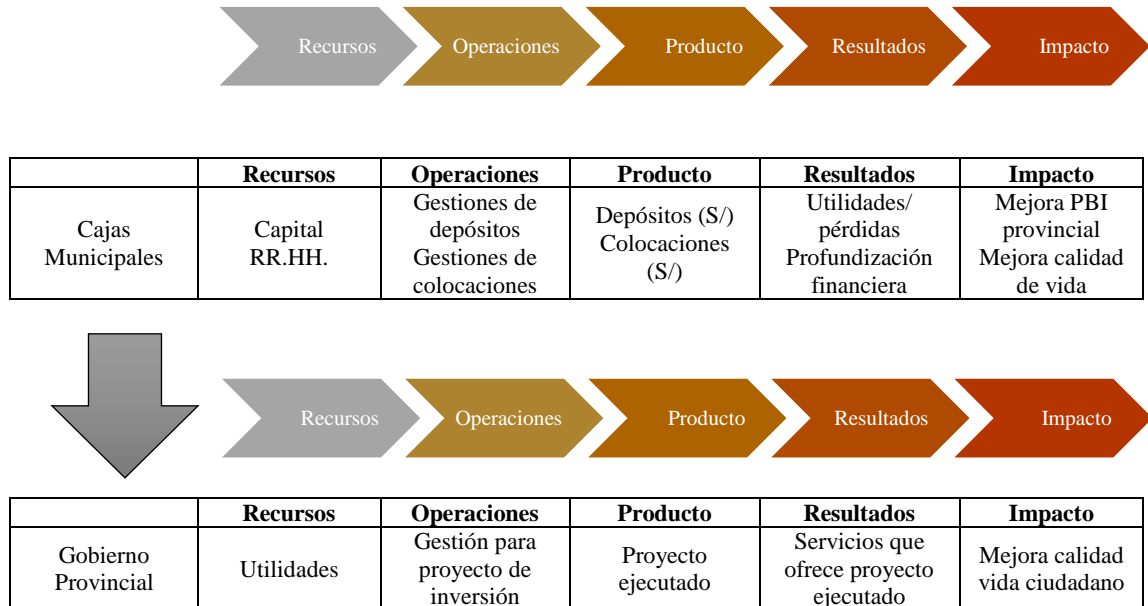 Recursos Operaciones Producto Resultados Impacto
Recursos Operaciones Producto Resultados Impacto
Cajas Municipales
Capital RR.HH.
Gestiones de depósitos Gestiones de colocaciones
Depósitos (S/) Colocaciones (S/)
Utilidades/ pérdidas Profundización financiera
Mejora PBI provincial Mejora calidad de vida
Recursos Operaciones Producto Resultados Impacto
Recursos Operaciones Producto Resultados Impacto
Gobierno Provincial
Utilidades
Gestión para proyecto de inversión
Proyecto ejecutado
Servicios que ofrece proyecto ejecutado
Mejora calidad vida ciudadano